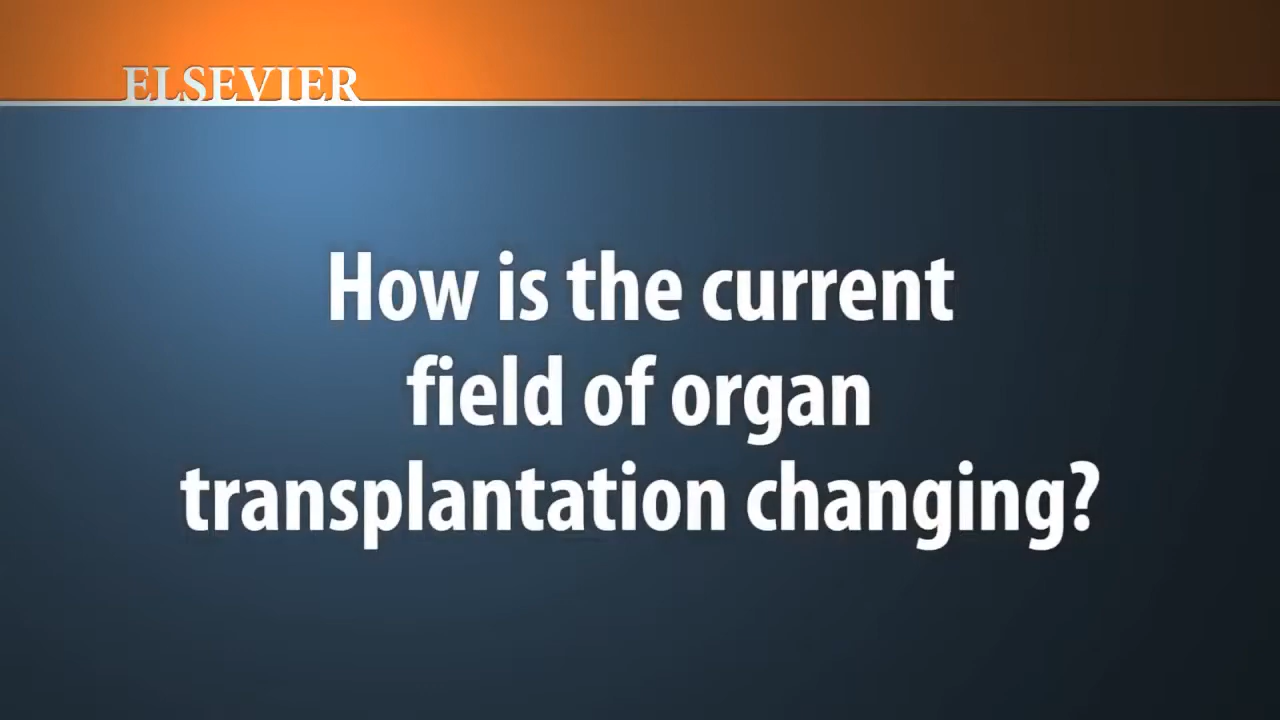 ELSEVIER
How is the current
field of organ
transplantation changing?